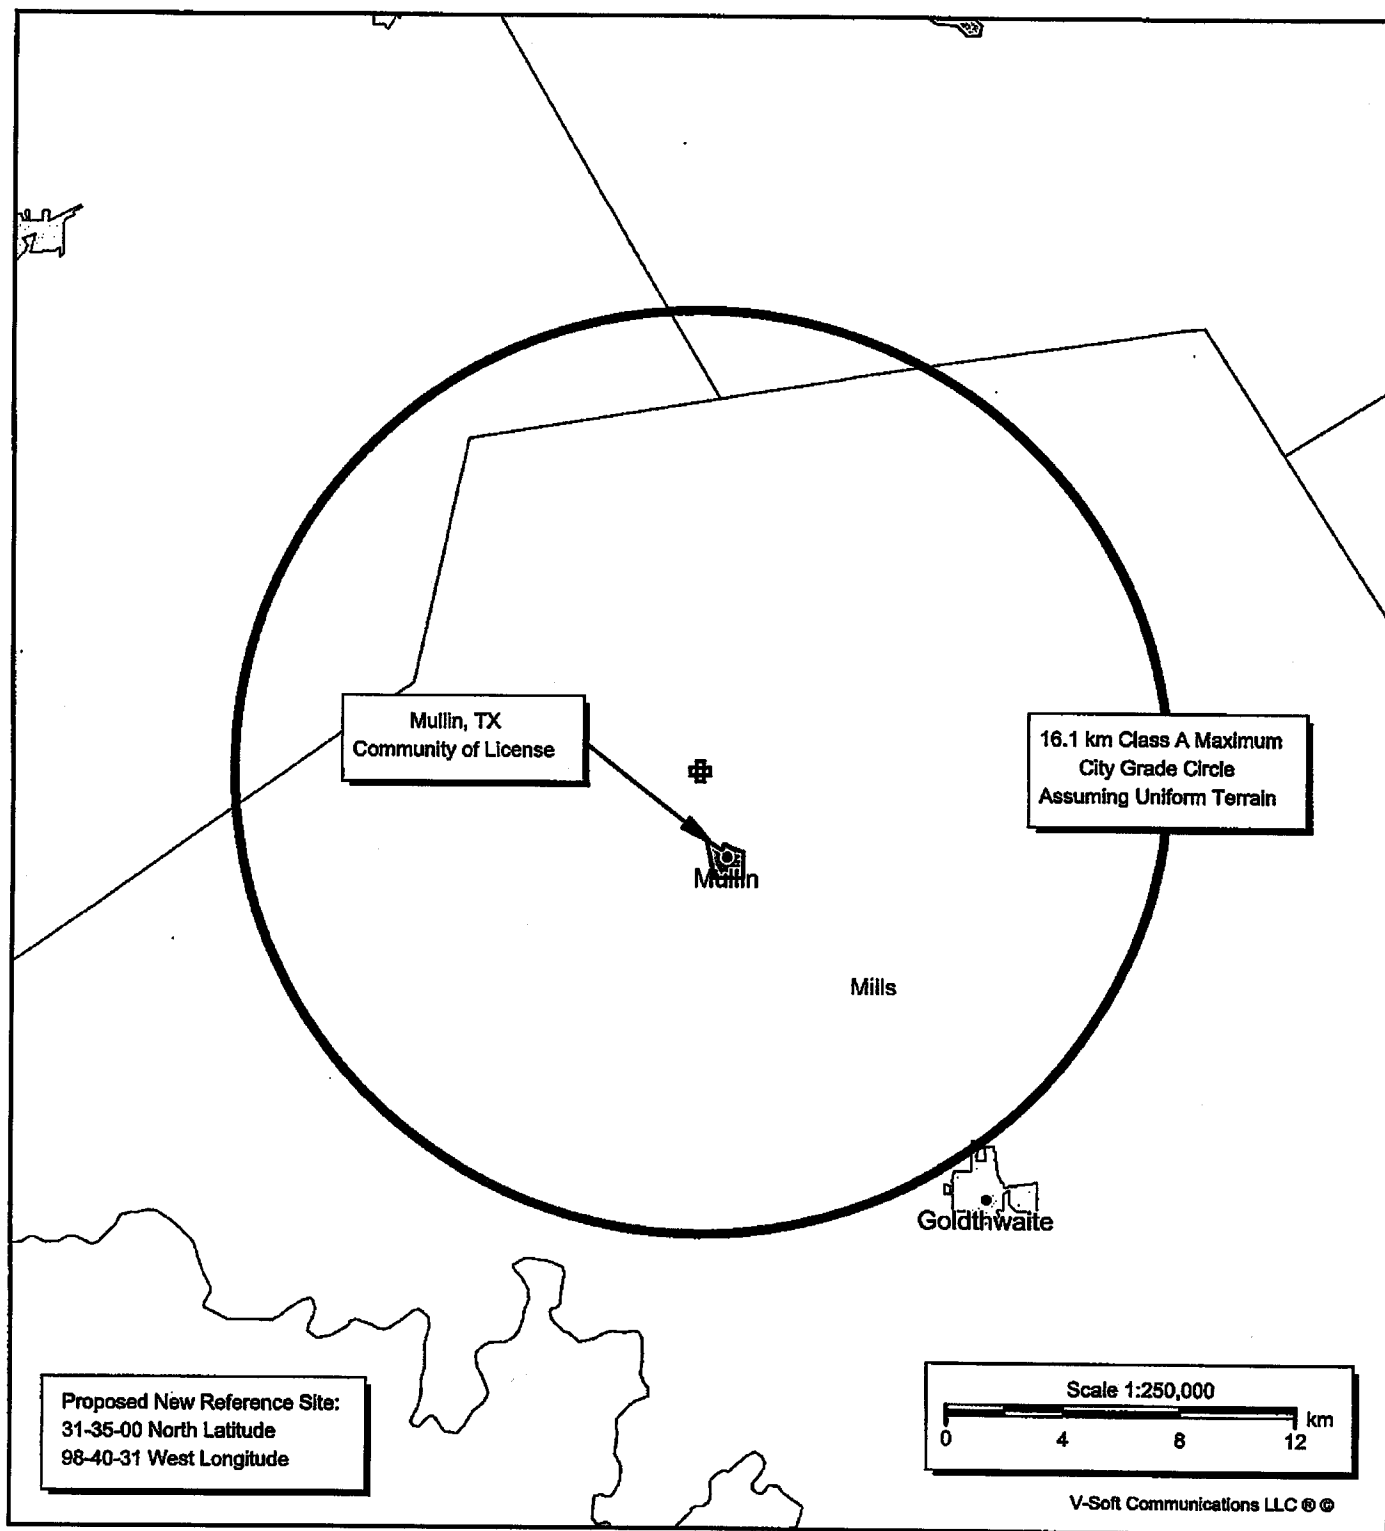 Mullin, TX
Community of License
16.1 km Class A Maximum
City Grade Circle
Assuming Uniform Terrain
Mullin
Mills
Goldthwaite
Proposed New Reference Site:
31-35-00 North Latitude
98-40-31 West Longitude
Scale 1:250,000
km
0 4 8 12
V-Soft Communications LLC ® ©